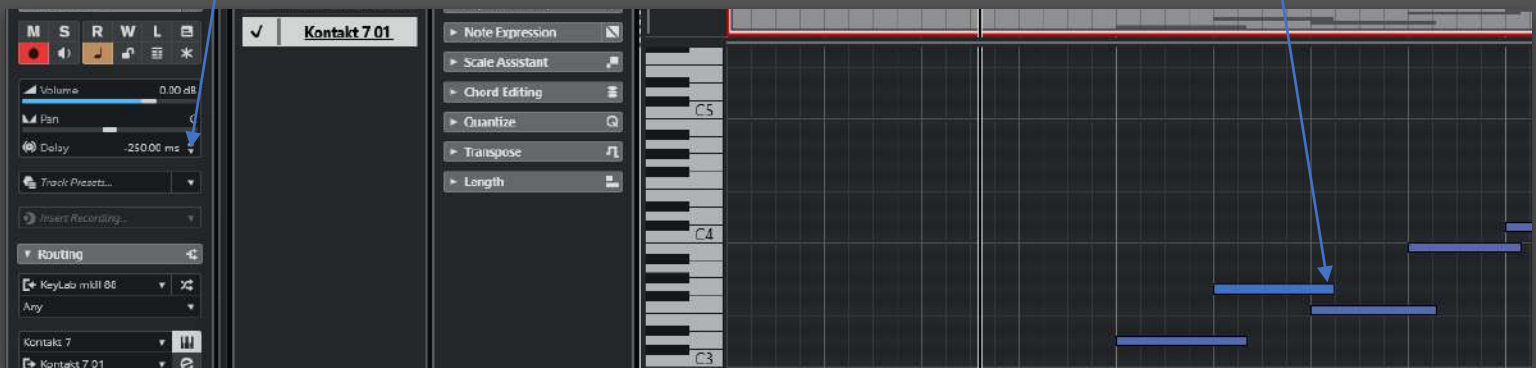 M S R W L
Volume 0.00 dB
Pan C
Delay -250.00 ms
Track Presets...
Insert Recording...
Routing
KeyLab mkII 88
Any
Kontakt 7
Kontakt 7 01
Kontakt 7 01
Note Expression
Scale Assistant
Chord Editing
Quantize Q
Transpose
Length
C5
C4
C3